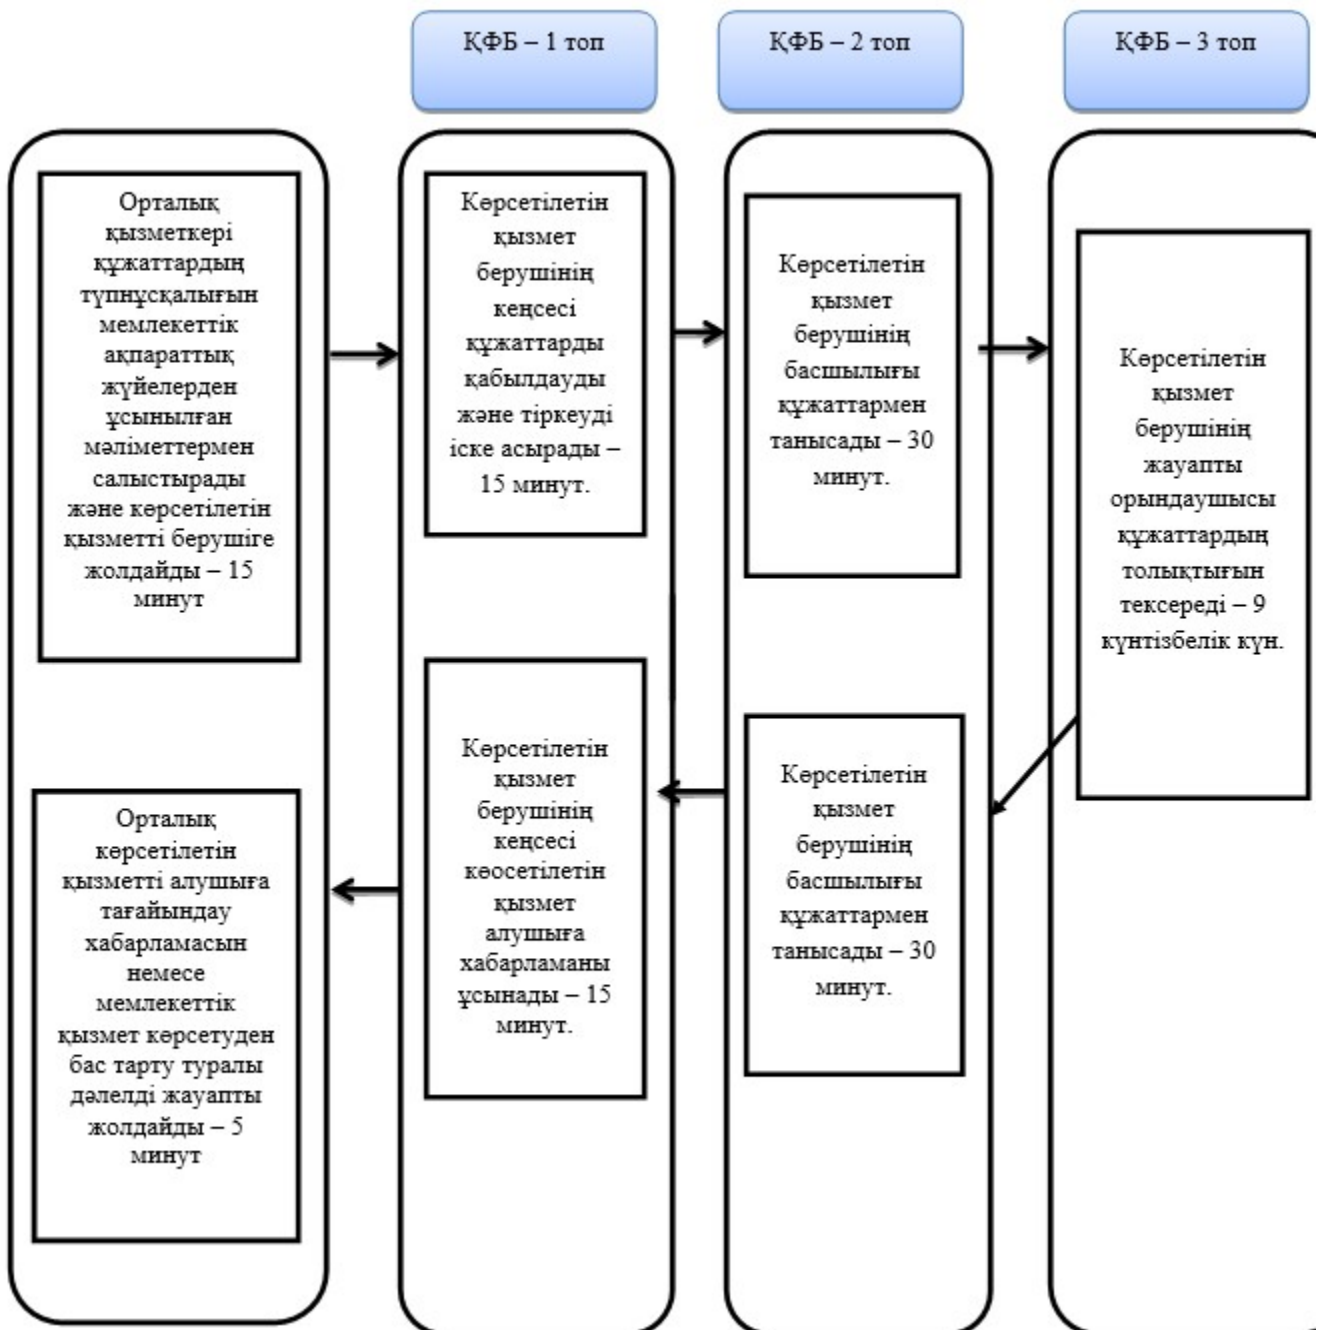 ҚФБ – 1 топ
ҚФБ – 2 топ
ҚФБ – 3 топ
Орталық
қызметкері
құжаттардың
түпнұсқалығын
мемлекеттік
ақпараттық
жүйелерден
ұсынылған
мәліметтермен
салыстырады
және көрсетілетін
қызметті берушіге
жолдайды – 15
минут
Көрсетілетін
қызмет
берушінің
кеңсесі
құжаттарды
қабылдауды
және тіркеуді
іске асырады –
15 минут.
Көрсетілетін
қызмет
берушінің
басшылығы
құжаттармен
танысады – 30
минут.
Көрсетілетін
қызмет
берушінің
жауапты
орындаушысы
құжаттардың
толықтығын
тексереді – 9
күнтізбелік күн.
Көрсетілетін
қызмет
берушінің
басшылығы
құжаттармен
танысады – 30
минут.
Көрсетілетін
қызмет
берушінің
кеңсесі
көосетілетін
қызмет
алушыға
хабарламаны
ұсынады – 15
минут.
Орталық
көрсетілетін
қызметті алушыға
тағайындау
хабарламасын
немесе
мемлекеттік
қызмет көрсетуден
бас тарту туралы
дәлелді жауапты
жолдайды – 5
минут